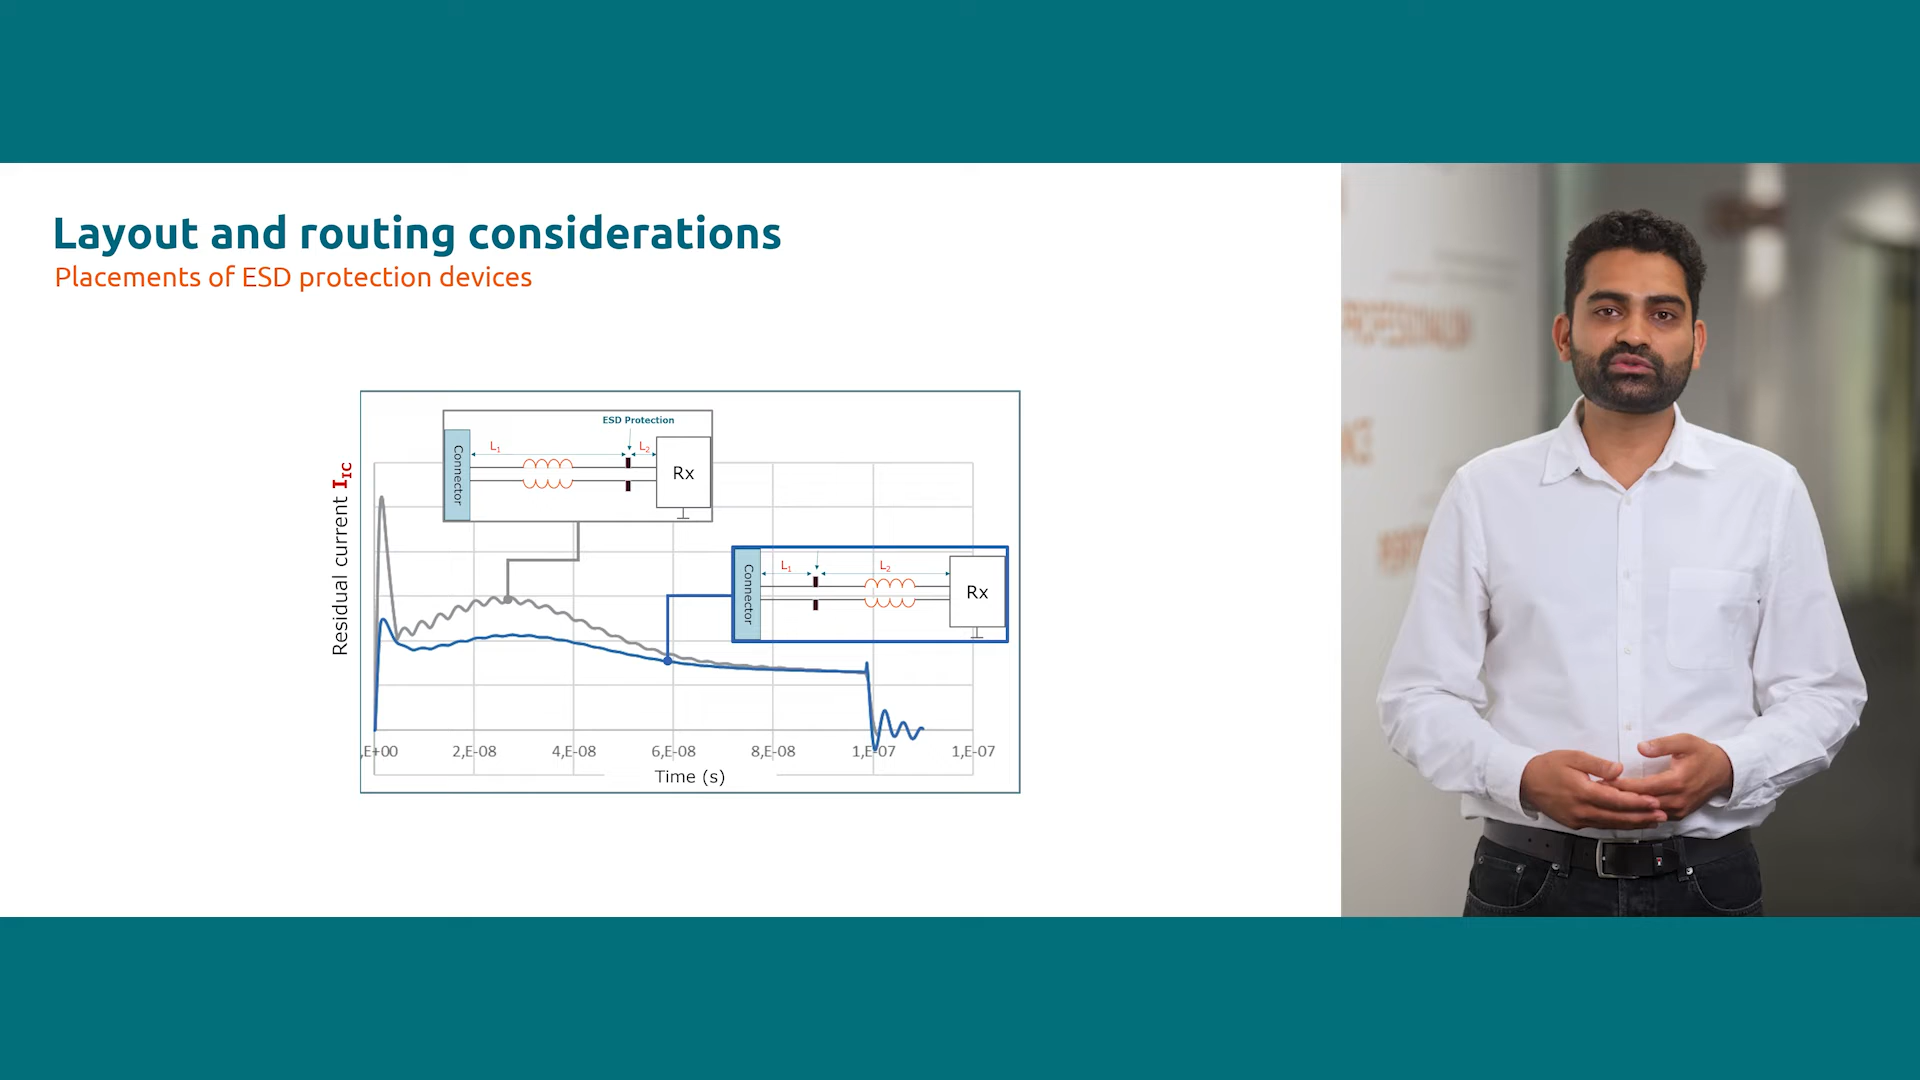 Layout and routing considerations
Placements of ESD protection devices
ESD Protection
L1
L2
Connector
Rx
L1
L2
Connector
Rx
Residual current IIC
,E+00
2,E-08
4,E-08
6,E-08
8,E-08
1,E-07
1,E-07
Time (s)